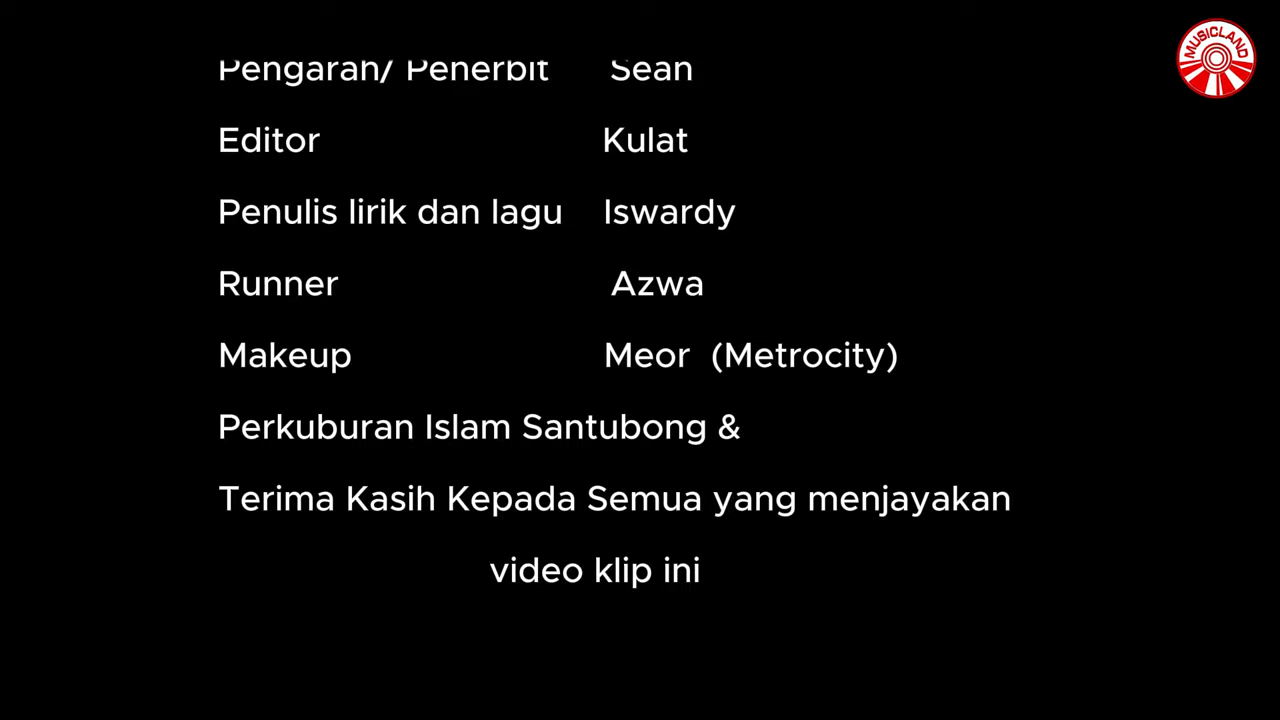 MUSICLAND
Pengarah/ Penerbit Sean
Editor Kulat
Penulis lirik dan lagu Iswardy
Runner Azwa
Makeup Meor (Metrocity)
Perkuburan Islam Santubong &
Terima Kasih Kepada Semua yang menjayakan
video klip ini